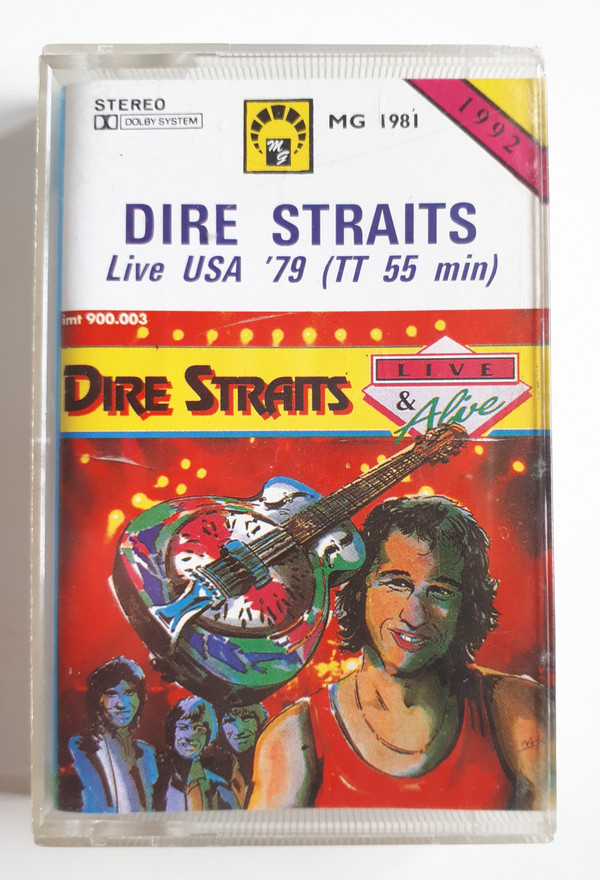 STEREO
DOLBY SYSTEM
MG
MG 1981
1992
DIRE STRAITS
Live USA '79 (TT 55 min)
imt 900.003
DIRE STRAITS
LIVE
& Alive